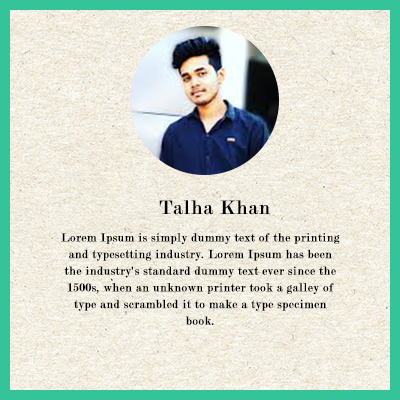 Talha Khan
Lorem Ipsum is simply dummy text of the printing
and typesetting industry. Lorem Ipsum has been
the industry's standard dummy text ever since the
1500s, when an unknown printer took a galley of
type and scrambled it to make a type specimen
book.